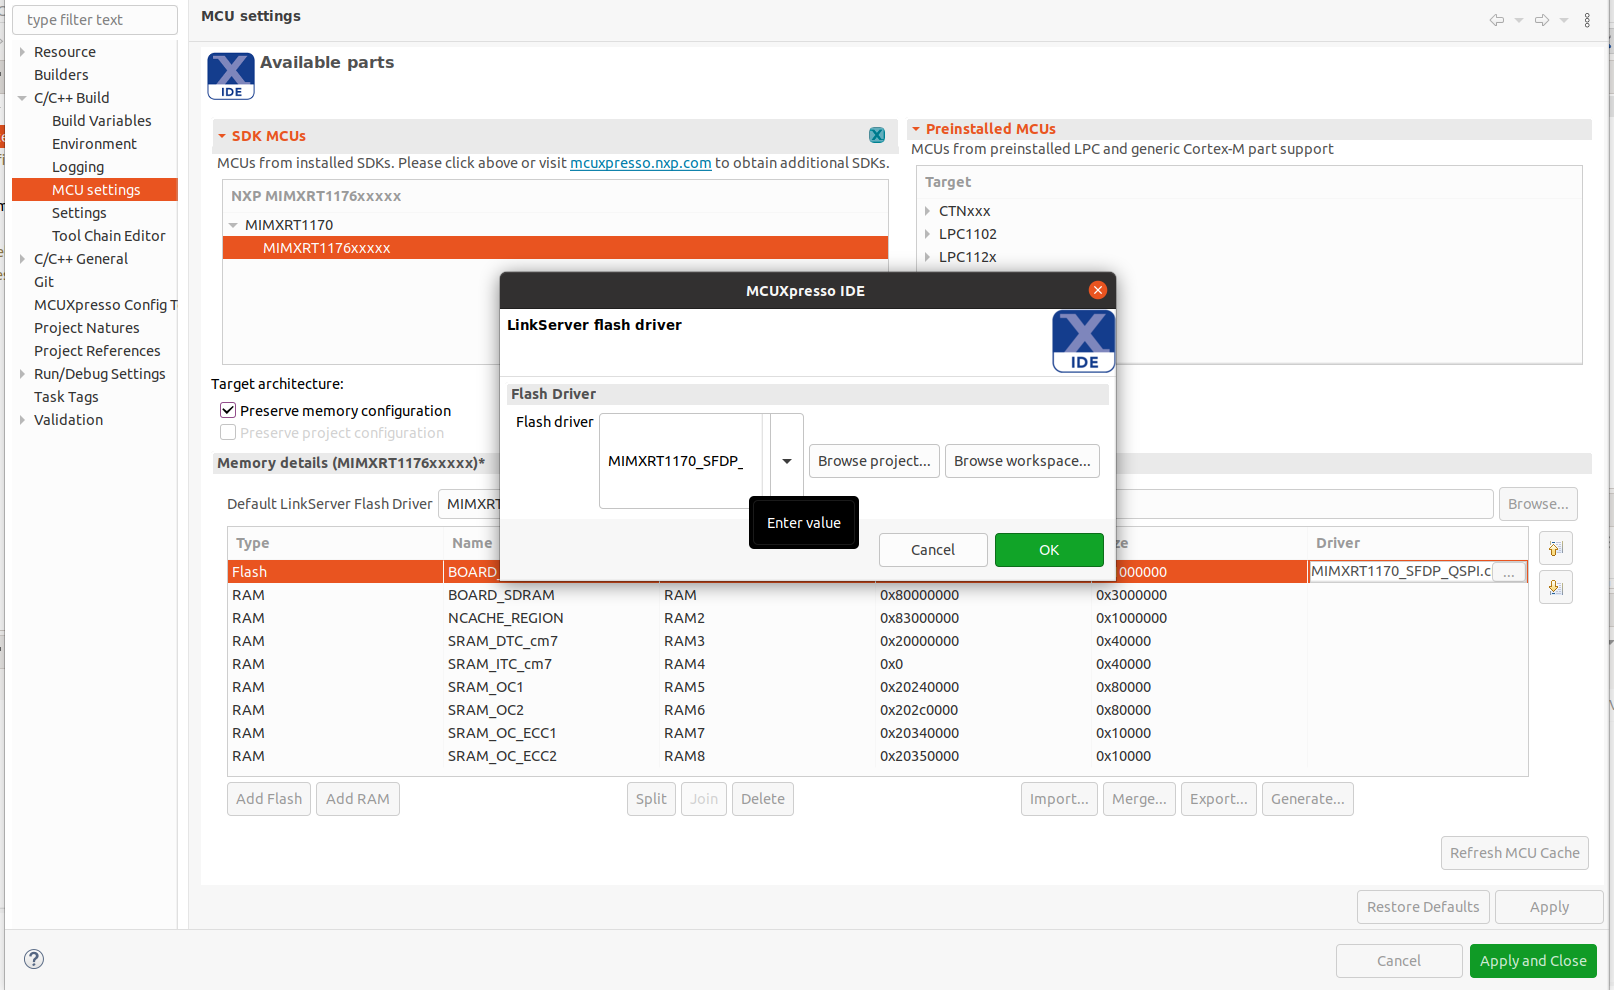 type filter text
Resource
Builders
C/C++ Build
Build Variables
Environment
Logging
MCU settings
Settings
Tool Chain Editor
C/C++ General
Git
MCUXpresso Config T
Project Natures
Project References
Run/Debug Settings
Task Tags
Validation
MCU settings
IDE
Available parts
SDK MCUs
MCUs from installed SDKs. Please click above or visit mcuxpresso.nxp.com to obtain additional SDKs.
NXP MIMXRT1176xxxxx
MIMXRT1170
MIMXRT1176xxxxx
Preinstalled MCUs
MCUs from preinstalled LPC and generic Cortex-M part support
Target
CTNxxx
LPC1102
LPC112x
Target architecture:
Preserve memory configuration
Preserve project configuration
MCUXpresso IDE
LinkServer flash driver
IDE
Flash Driver
Flash driver MIMXRT1170_SFDP_ Browse project... Browse workspace...
Enter value
Cancel OK
Memory details (MIMXRT1176xxxxx)*
Default LinkServer Flash Driver MIMXRT Browse...
Type Name ze Driver
Flash BOARD_ 000000 MIMXRT1170_SFDP_QSPI.c ...
RAM BOARD_SDRAM RAM 0x80000000 0x3000000
RAM NCACHE_REGION RAM2 0x83000000 0x1000000
RAM SRAM_DTC_cm7 RAM3 0x20000000 0x40000
RAM SRAM_ITC_cm7 RAM4 0x0 0x40000
RAM SRAM_OC1 RAM5 0x20240000 0x80000
RAM SRAM_OC2 RAM6 0x202c0000 0x80000
RAM SRAM_OC_ECC1 RAM7 0x20340000 0x10000
RAM SRAM_OC_ECC2 RAM8 0x20350000 0x10000
Add Flash Add RAM Split Join Delete Import... Merge... Export... Generate...
Refresh MCU Cache
Restore Defaults Apply
Cancel Apply and Close